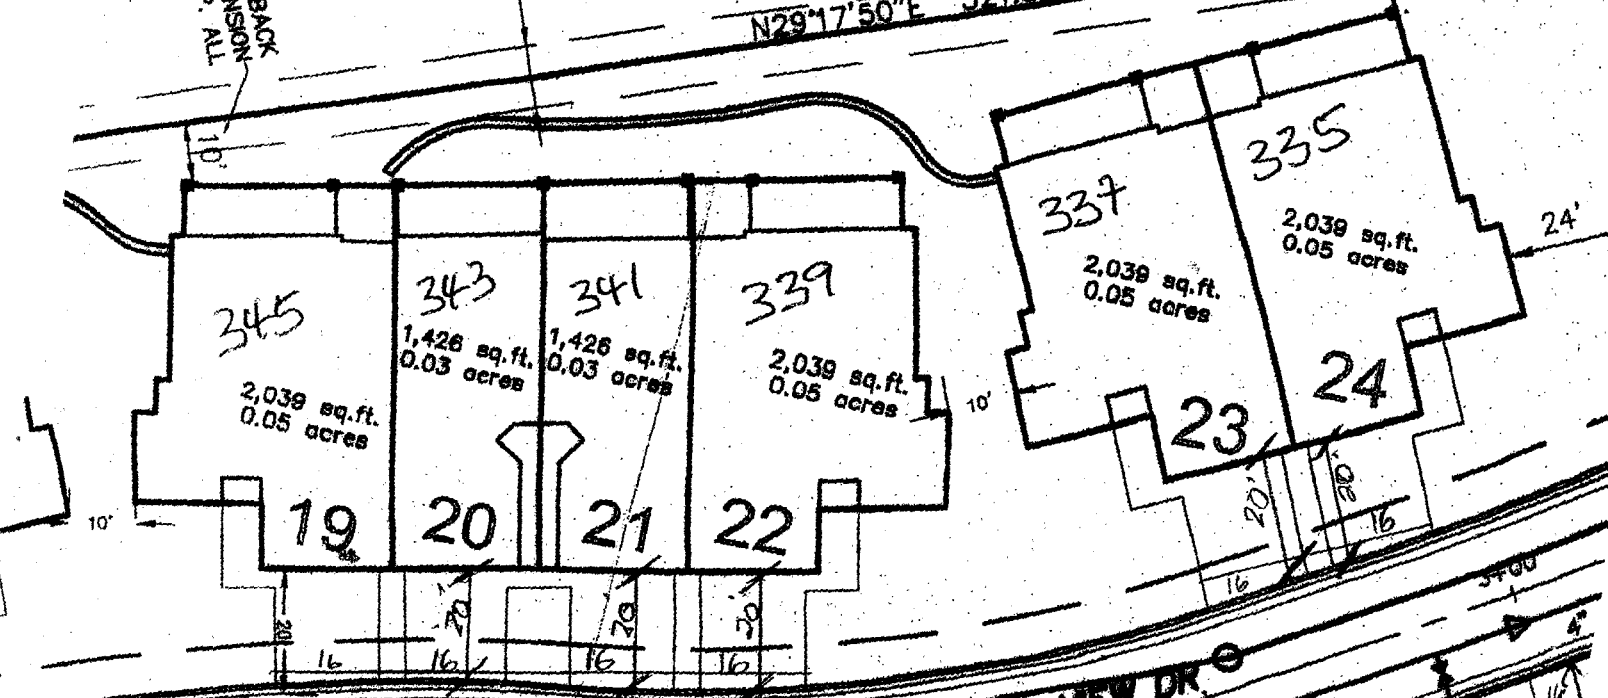 BACK
NSION
ALL
N29°17'50"E
10'
335
337
2,039 sq.ft.
0.05 acres
24'
2,039 sq.ft.
0.05 acres
345
343
341
339
1,426 sq.ft.
0.03 acres
1,426 sq.ft.
0.03 acres
2,039 sq.ft.
0.05 acres
2,039 sq.ft.
0.05 acres
10'
24
23
19
20
21
22
10'
20'
20'
16
16
20'
20'
20'
20'
16
16
16
16
3+00
4"
DR